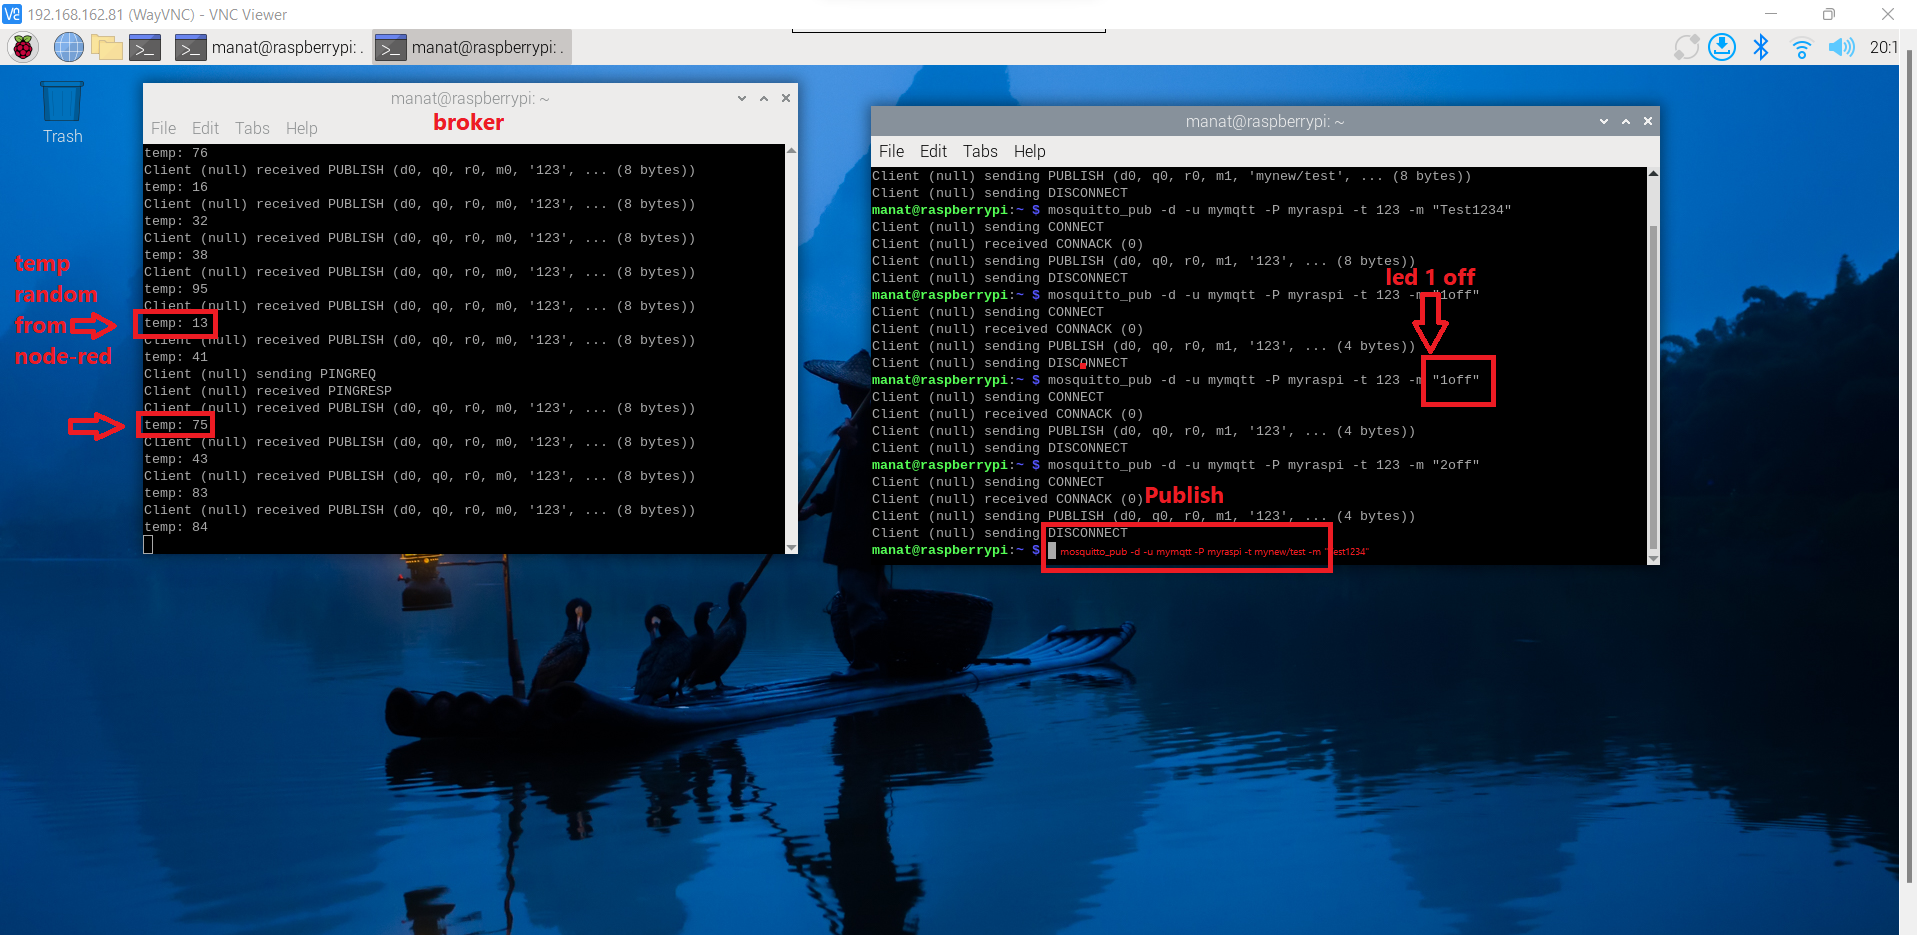 192.168.162.81 (WayVNC) - VNC Viewer
manat@raspberrypi: .
manat@raspberrypi: .
20:1
Trash
manat@raspberrypi: ~
File Edit Tabs Help
broker
temp: 76
Client (null) received PUBLISH (d0, q0, r0, m0, '123', ... (8 bytes))
temp: 16
Client (null) received PUBLISH (d0, q0, r0, m0, '123', ... (8 bytes))
temp: 32
Client (null) received PUBLISH (d0, q0, r0, m0, '123', ... (8 bytes))
temp: 38
Client (null) received PUBLISH (d0, q0, r0, m0, '123', ... (8 bytes))
temp: 95
Client (null) received PUBLISH (d0, q0, r0, m0, '123', ... (8 bytes))
temp: 13
Client (null) received PUBLISH (d0, q0, r0, m0, '123', ... (8 bytes))
temp: 41
Client (null) sending PINGREQ
Client (null) received PINGRESP
Client (null) received PUBLISH (d0, q0, r0, m0, '123', ... (8 bytes))
temp: 75
Client (null) received PUBLISH (d0, q0, r0, m0, '123', ... (8 bytes))
temp: 43
Client (null) received PUBLISH (d0, q0, r0, m0, '123', ... (8 bytes))
temp: 83
Client (null) received PUBLISH (d0, q0, r0, m0, '123', ... (8 bytes))
temp: 84
temp
random
from
node-red
manat@raspberrypi: ~
File Edit Tabs Help
Client (null) sending PUBLISH (d0, q0, r0, m1, 'mynew/test', ... (8 bytes))
Client (null) sending DISCONNECT
manat@raspberrypi:~ $ mosquitto_pub -d -u mymqtt -P myraspi -t 123 -m "Test1234"
Client (null) sending CONNECT
Client (null) received CONNACK (0)
Client (null) sending PUBLISH (d0, q0, r0, m1, '123', ... (8 bytes))
Client (null) sending DISCONNECT
led 1 off
manat@raspberrypi:~ $ mosquitto_pub -d -u mymqtt -P myraspi -t 123 -m "1off"
Client (null) sending CONNECT
Client (null) received CONNACK (0)
Client (null) sending PUBLISH (d0, q0, r0, m1, '123', ... (4 bytes))
Client (null) sending DISCONNECT
manat@raspberrypi:~ $ mosquitto_pub -d -u mymqtt -P myraspi -t 123 -m "1off"
Client (null) sending CONNECT
Client (null) received CONNACK (0)
Client (null) sending PUBLISH (d0, q0, r0, m1, '123', ... (4 bytes))
Client (null) sending DISCONNECT
manat@raspberrypi:~ $ mosquitto_pub -d -u mymqtt -P myraspi -t 123 -m "2off"
Client (null) sending CONNECT
Client (null) received CONNACK (0)
Publish
Client (null) sending PUBLISH (d0, q0, r0, m1, '123', ... (4 bytes))
Client (null) sending DISCONNECT
manat@raspberrypi:~ $ mosquitto_pub -d -u mymqtt -P myraspi -t mynew/test -m "Test1234"